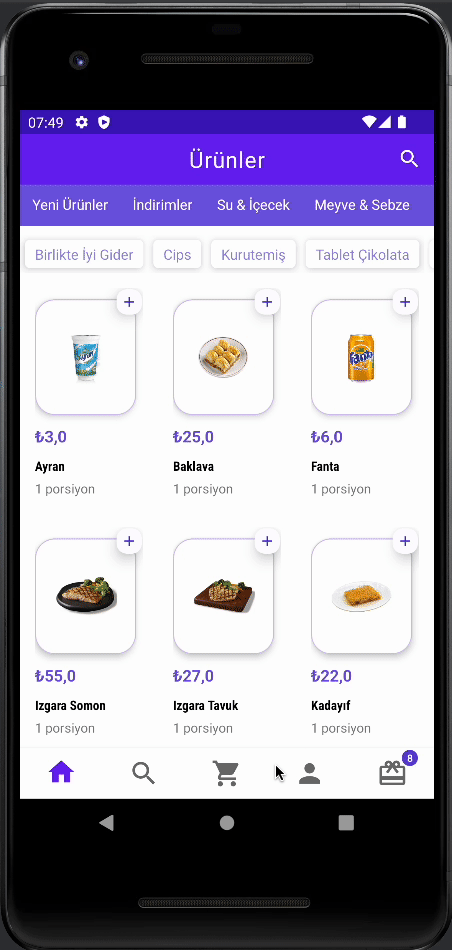 07:49
Ürünler
Yeni Ürünler İndirimler Su & İçecek Meyve & Sebze
Birlikte İyi Gider Cips Kurutemiş Tablet Çikolata
Fanta
₺3,0 ₺25,0 ₺6,0
Ayran Baklava Fanta
1 porsiyon 1 porsiyon 1 porsiyon
₺55,0 ₺27,0 ₺22,0
Izgara Somon Izgara Tavuk Kadayıf
1 porsiyon 1 porsiyon 1 porsiyon
8